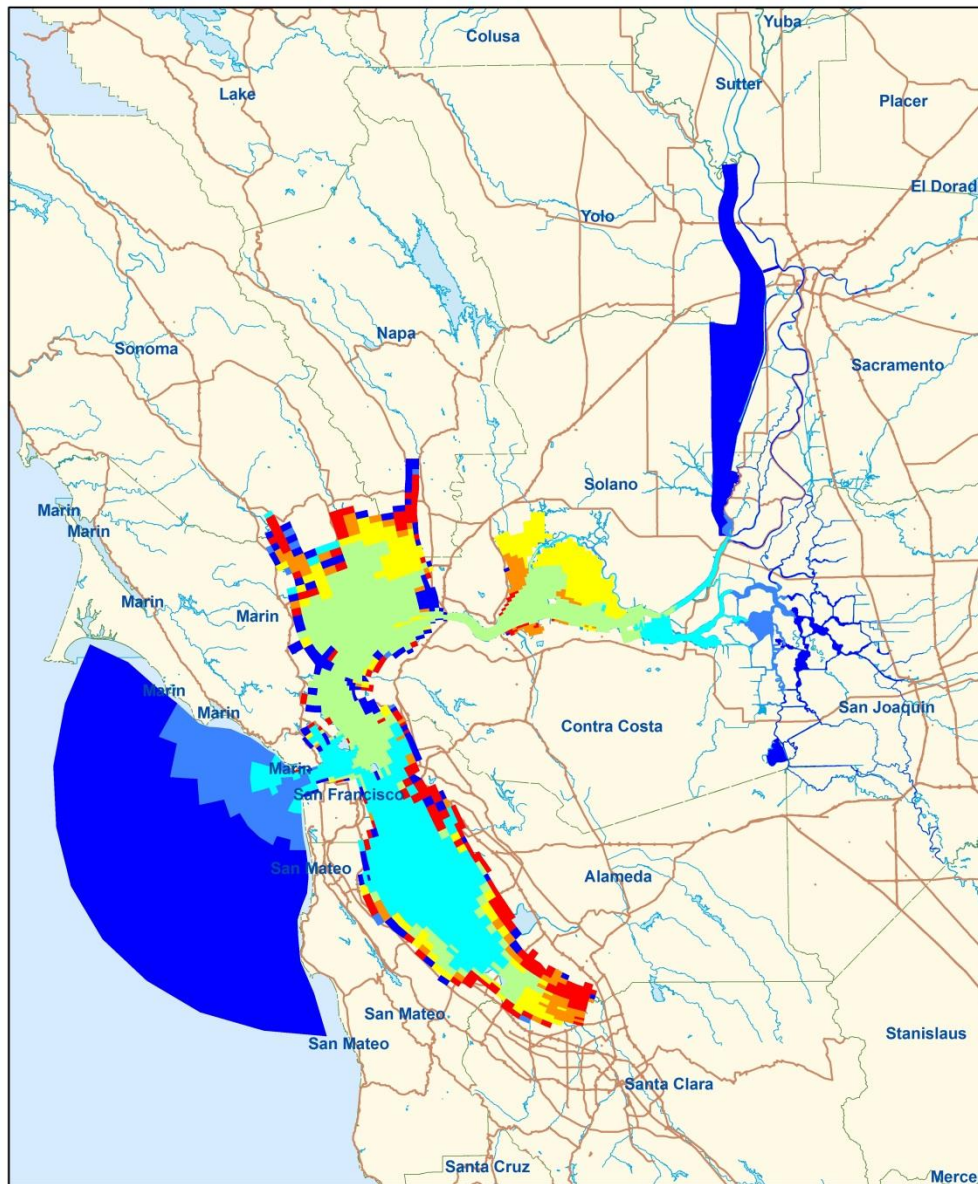 Yuba
Colusa
Sutter
Lake
Placer
El Dorad
Yolo
Napa
Sonoma
Sacramento
Solano
Marin
Marin
Marin
Marin
Marin
Marin
San Joaquin
Contra Costa
Marin
San Francisco
San Mateo
Alameda
San Mateo
Stanislaus
San Mateo
Santa Clara
Santa Cruz
Merce